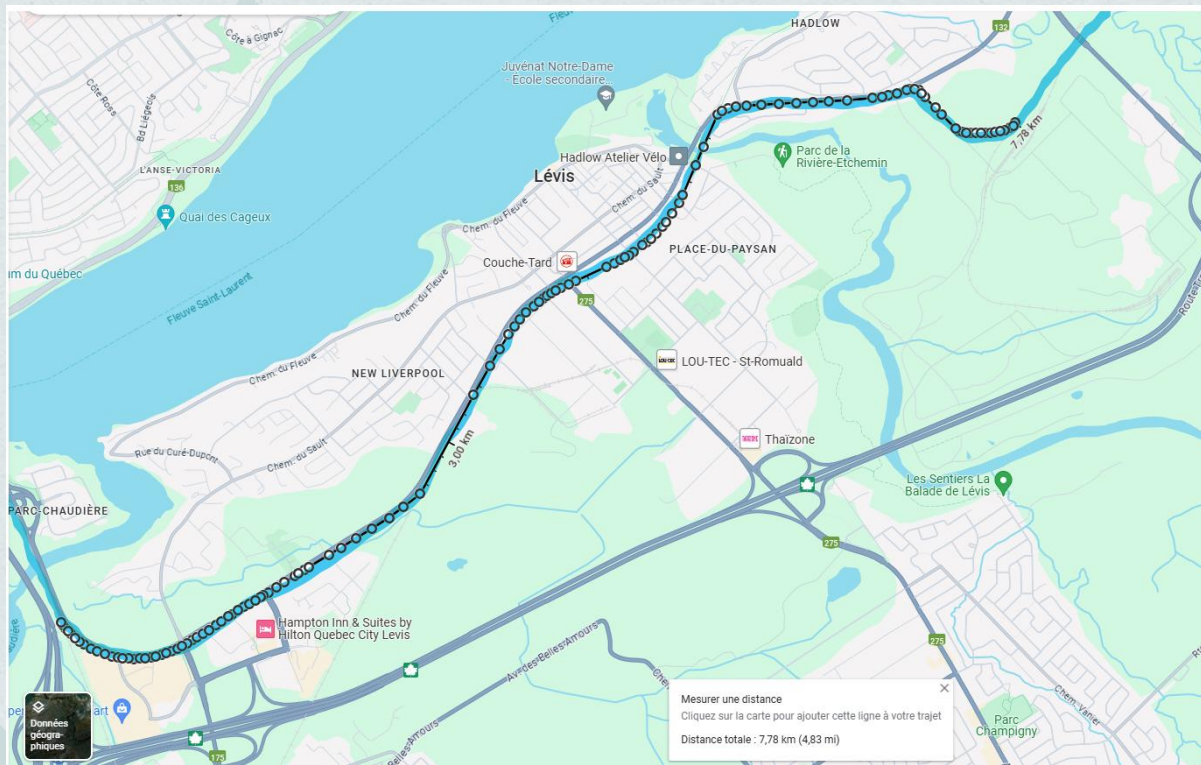 HADLOW
132
Côte à Gignac
Côte Ross
Bd Liégeois
Juvénat Notre-Dame
- École secondaire...
7,78 km
L'ANSE-VICTORIA
136
Hadlow Atelier Vélo
Parc de la
Rivière-Etchemin
Lévis
Chem. du Sault
Quai des Cageux
Chem. du Fleuve
PLACE-DU-PAYSAN
Couche-Tard
im du Québec
Fleuve Saint-Laurent
Chem. du Fleuve
275
Chem. du Fleuve
NEW LIVERPOOL
LOU-TEC
LOU-TEC - St-Romuald
3,00 km
Thaïzone
Rue du Curé-Dupont
Chem. du Sault
Les Sentiers La
Balade de Lévis
PARC-CHAUDIÈRE
275
Hampton Inn & Suites by
Hilton Quebec City Levis
Av. des Belles Amours
275
Mesurer une distance
Cliquez sur la carte pour ajouter cette ligne à votre trajet
Distance totale : 7,78 km (4,83 mi)
Données
géogra-
phiques
art
175
Belles Amours
Parc
Champigny
Chem. Vanier